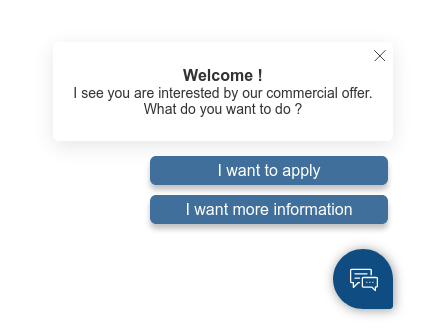 Welcome !
I see you are interested by our commercial offer.
What do you want to do ?
I want to apply
I want more information